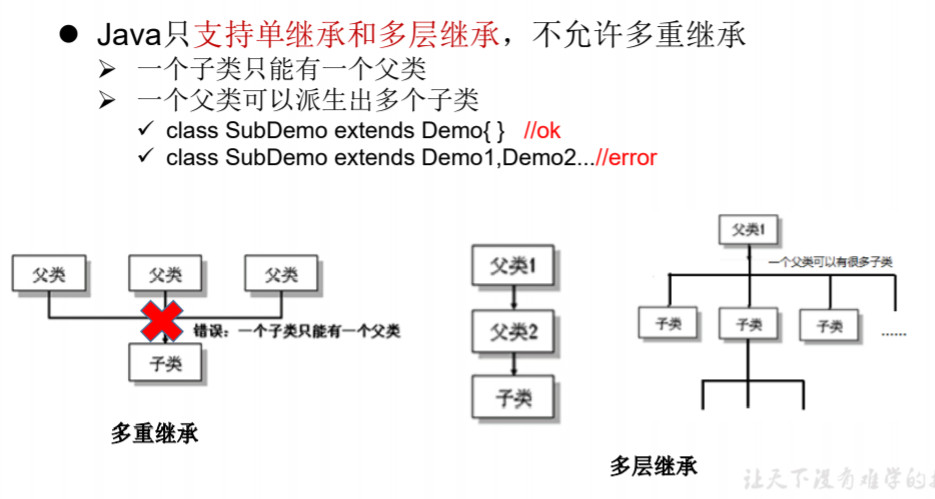 ● Java只支持单继承和多层继承，不允许多重继承
➢ 一个子类只能有一个父类
➢ 一个父类可以派生出多个子类
✓ class SubDemo extends Demo{ } //ok
✓ class SubDemo extends Demo1,Demo2...//error
父类 父类 父类
错误：一个子类只能有一个父类
子类
多重继承
父类1
父类2
子类
父类1
一个父类可以有很多子类
子类 子类 子类 ......
多层继承
让天下没有难学的